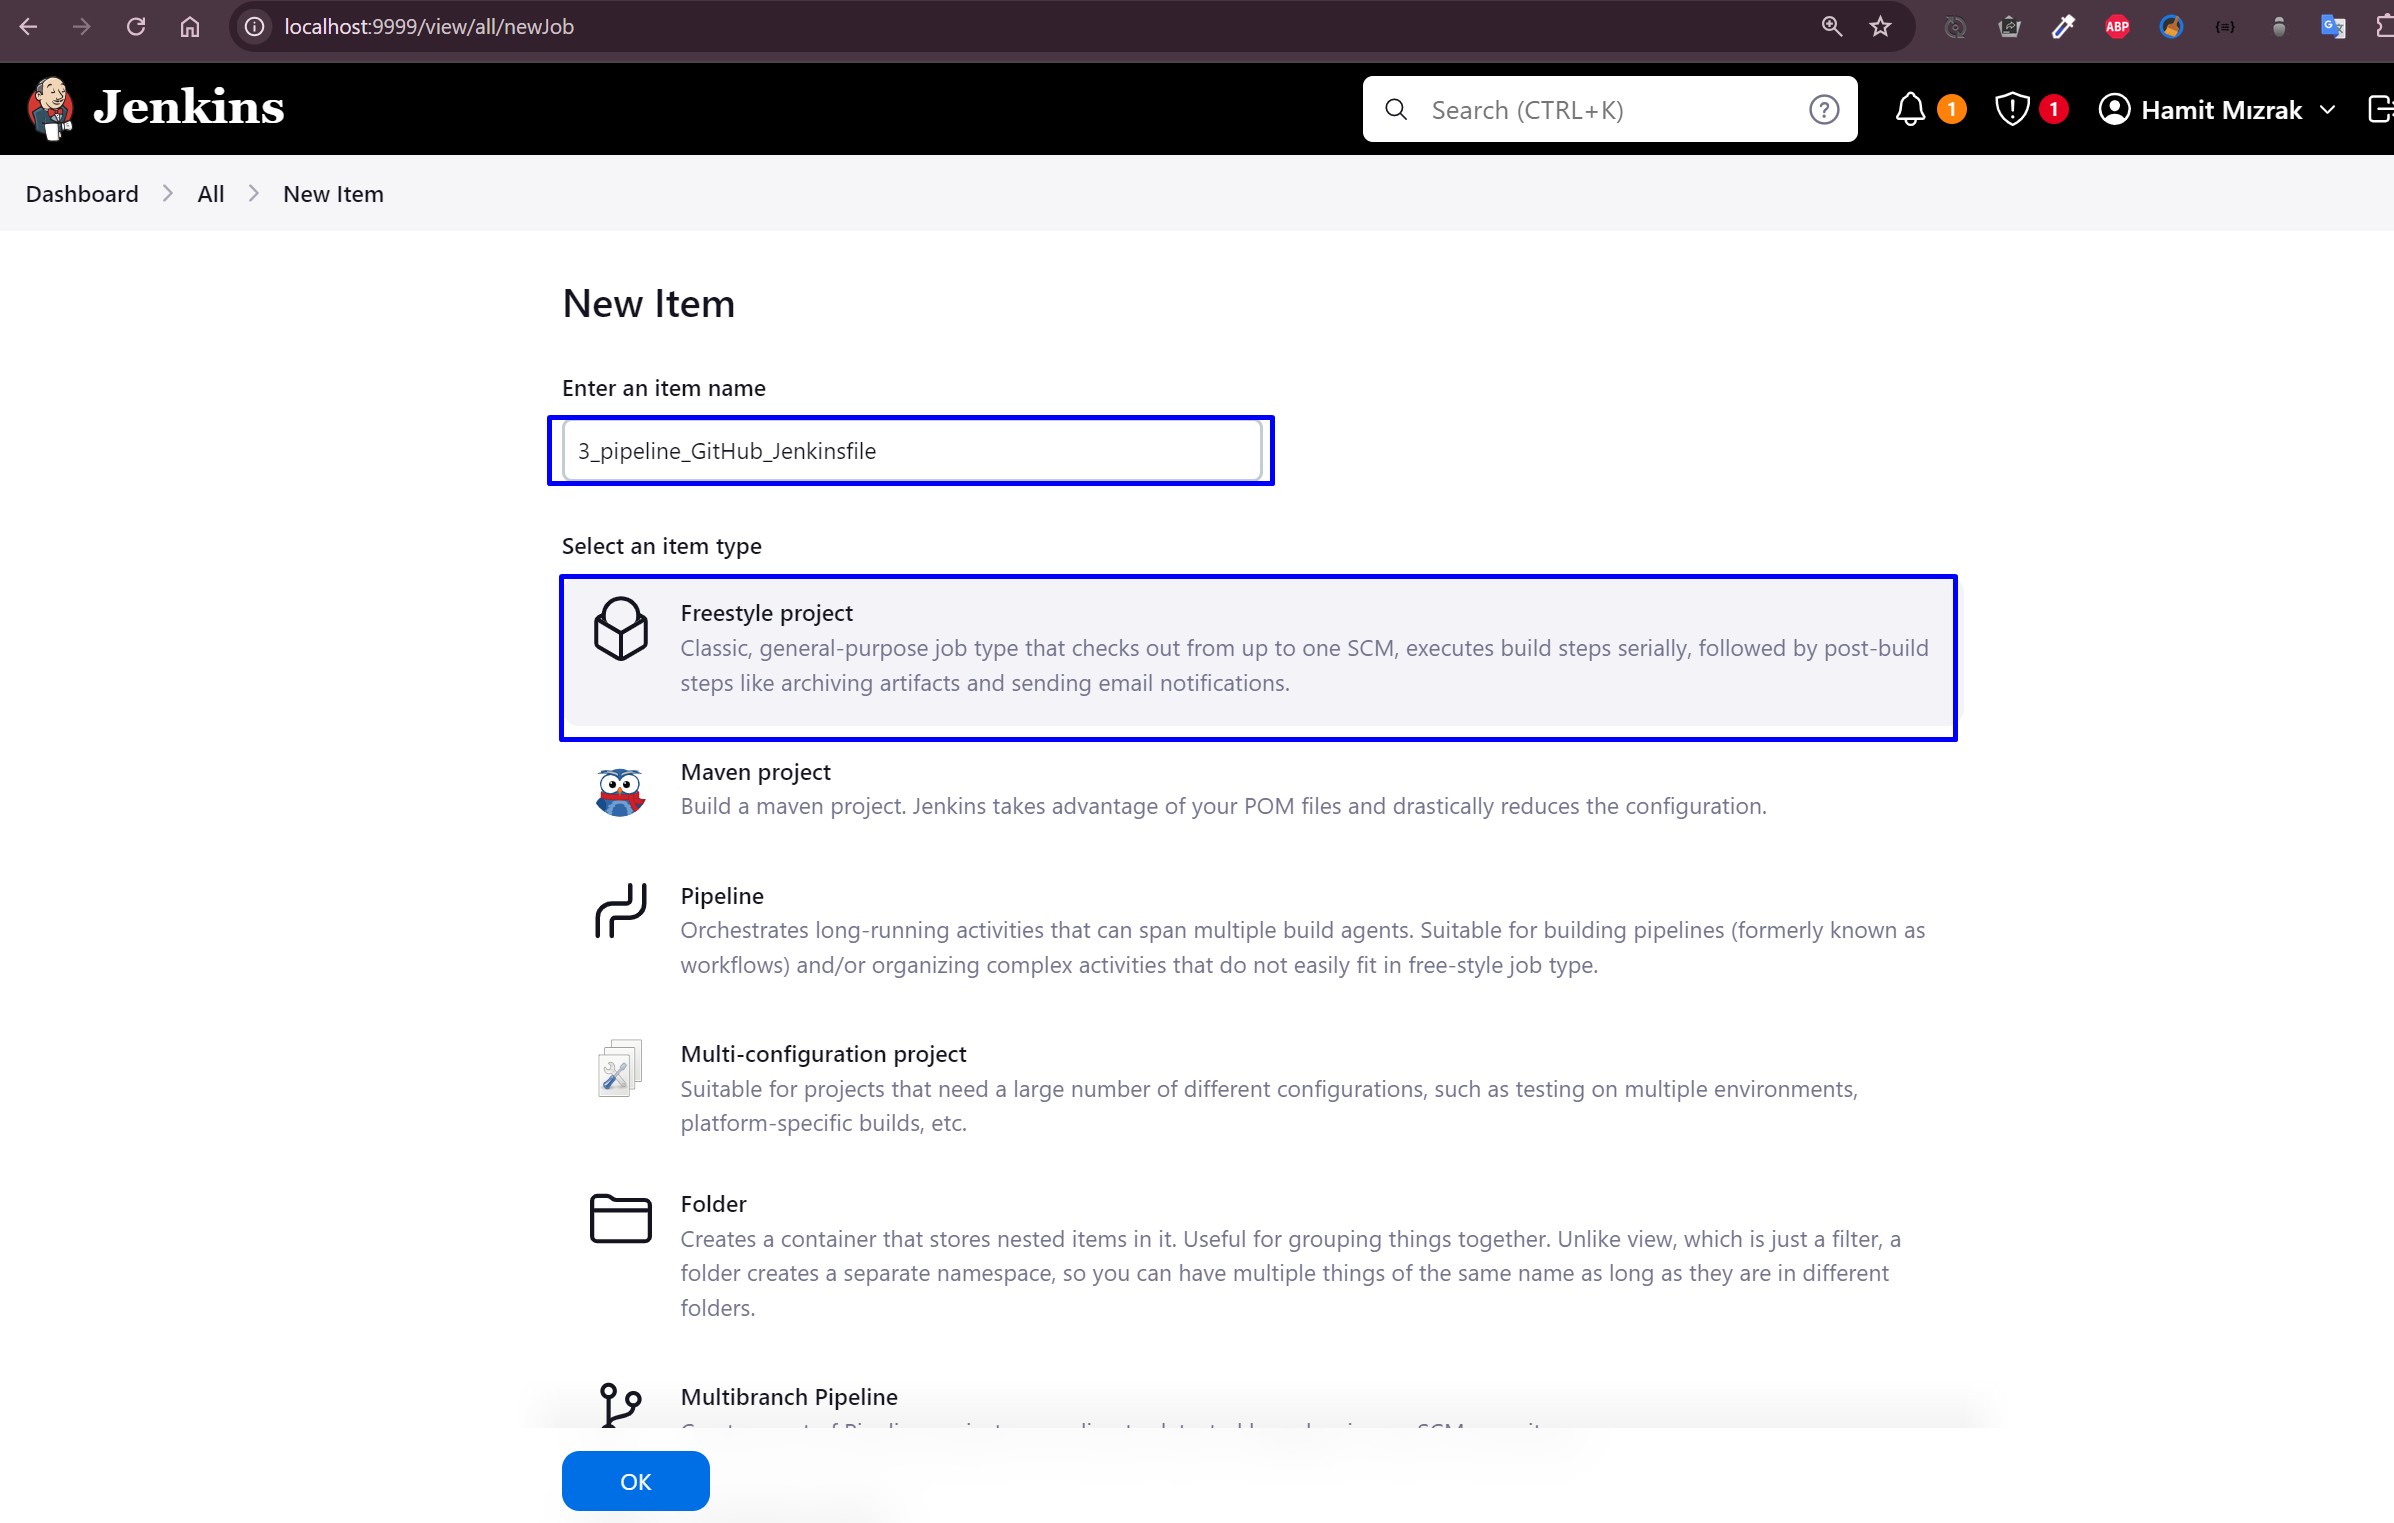 localhost:9999/view/all/newJob
ABP
Jenkins
Search (CTRL+K)
1
1
Hamit Mızrak
Dashboard
All
New Item
New Item
Enter an item name
3_pipeline_GitHub_Jenkinsfile
Select an item type
Freestyle project
Classic, general-purpose job type that checks out from up to one SCM, executes build steps serially, followed by post-build
steps like archiving artifacts and sending email notifications.
Maven project
Build a maven project. Jenkins takes advantage of your POM files and drastically reduces the configuration.
Pipeline
Orchestrates long-running activities that can span multiple build agents. Suitable for building pipelines (formerly known as
workflows) and/or organizing complex activities that do not easily fit in free-style job type.
Multi-configuration project
Suitable for projects that need a large number of different configurations, such as testing on multiple environments,
platform-specific builds, etc.
Folder
Creates a container that stores nested items in it. Useful for grouping things together. Unlike view, which is just a filter, a
folder creates a separate namespace, so you can have multiple things of the same name as long as they are in different
folders.
Multibranch Pipeline
OK